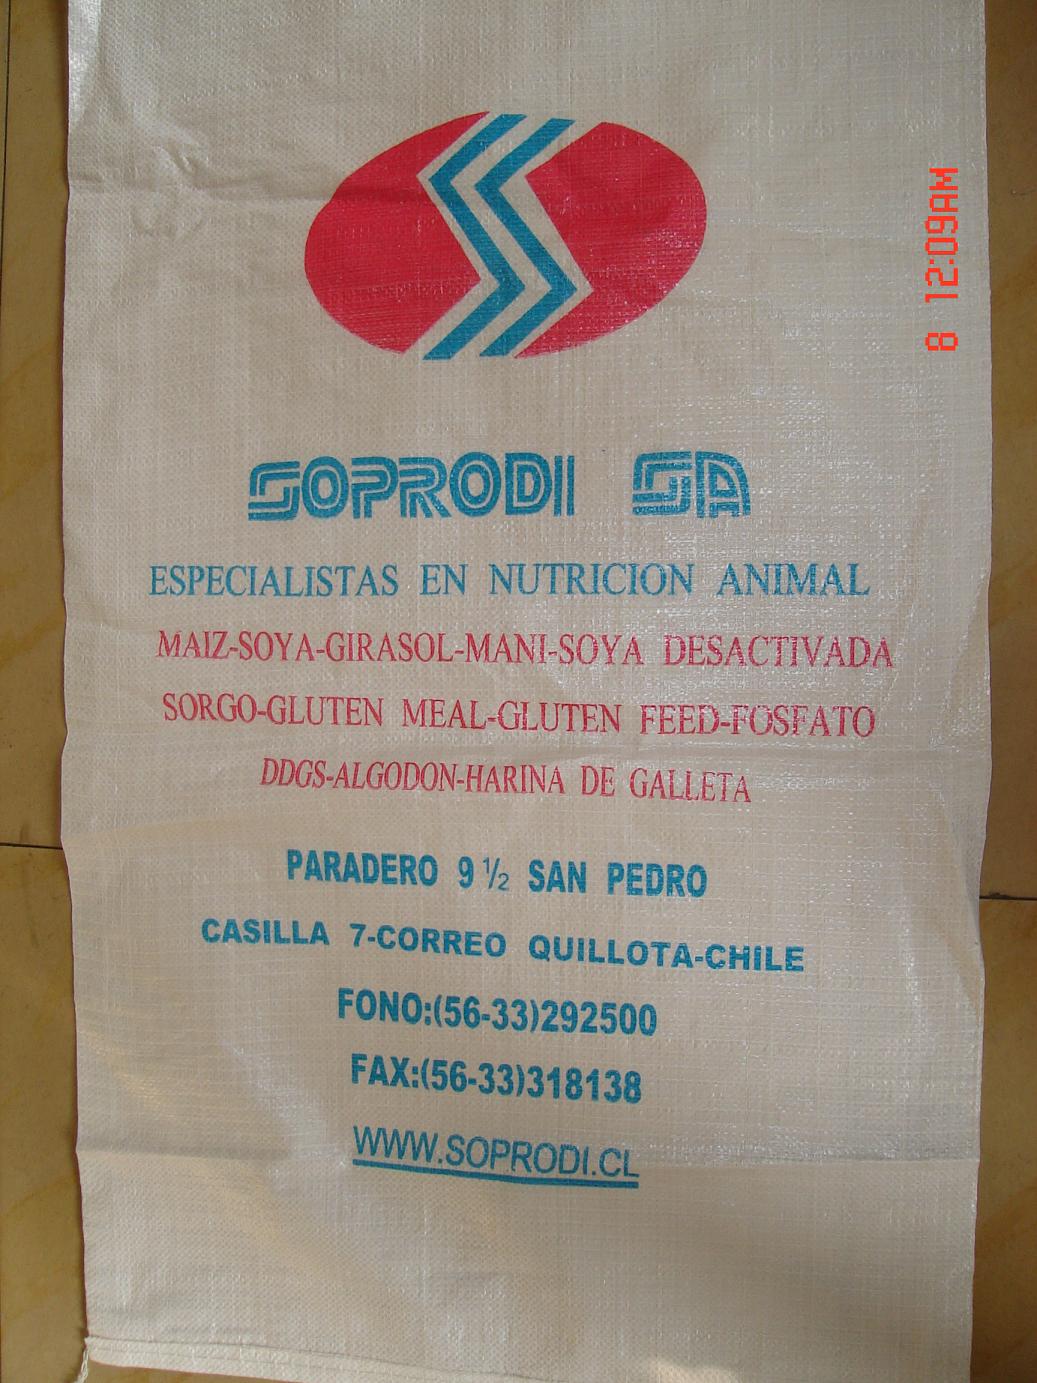 SOPRODI SA
ESPECIALISTAS EN NUTRICION ANIMAL
MAIZ-SOYA-GIRASOL-MANI-SOYA DESACTIVADA
SORGO-GLUTEN MEAL-GLUTEN FEED-FOSFATO
DDGS-ALGODON-HARINA DE GALLETA
PARADERO 9 ½ SAN PEDRO
CASILLA 7-CORREO QUILLOTA-CHILE
FONO:(56-33)292500
FAX:(56-33)318138
WWW.SOPRODI.CL
8 12:09AM